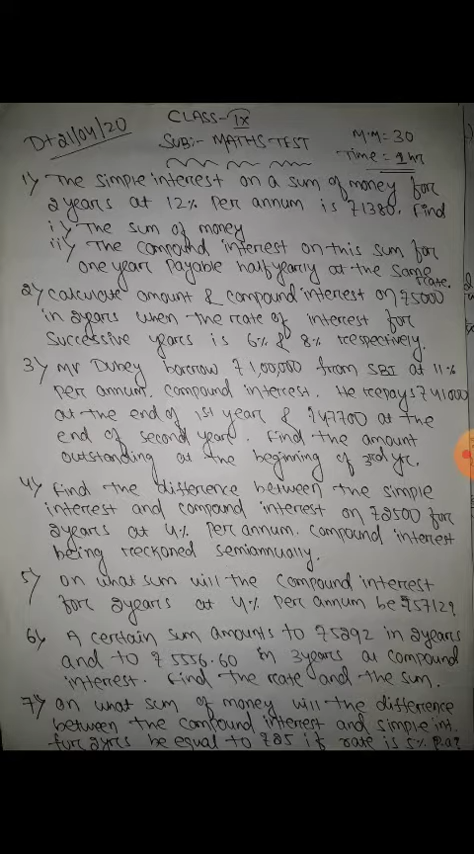 CLASS-IX
Dt 21/04/20
SUB:- MATHS TEST
M.M = 30
Time = 1 hr
1) The simple interest on a sum of money for
2 years at 12% per annum is ₹1380. Find
i) The sum of money
ii) The compound interest on this sum for
one year payable halfyearly at the same
rate.
2) calculate amount & compound interest on ₹5000
in 2 years when the rate of interest for
successive years is 6% & 8% respectively.
3) Mr Dubey borrow ₹1,00,000 from SBI at 11%
per annum. compound interest. He repays ₹41000
at the end of 1st year & ₹47700 at the
end of second year. Find the amount
outstanding at the beginning of 3rd yr.
4) Find the difference between the simple
interest and compound interest on ₹2500 for
2 years at 4% per annum. compound interest
being reckoned semiannually.
5) on what sum will the compound interest
for 2 years at 4% per annum be ₹5712?
6) A certain sum amounts to ₹5292 in 2 years
and to ₹5556.60 in 3 years at compound
interest. Find the rate and the sum.
7) on what sum of money will the difference
between the compound interest and simple int.
for 2 yrs be equal to ₹25 if rate is 5% p.a?